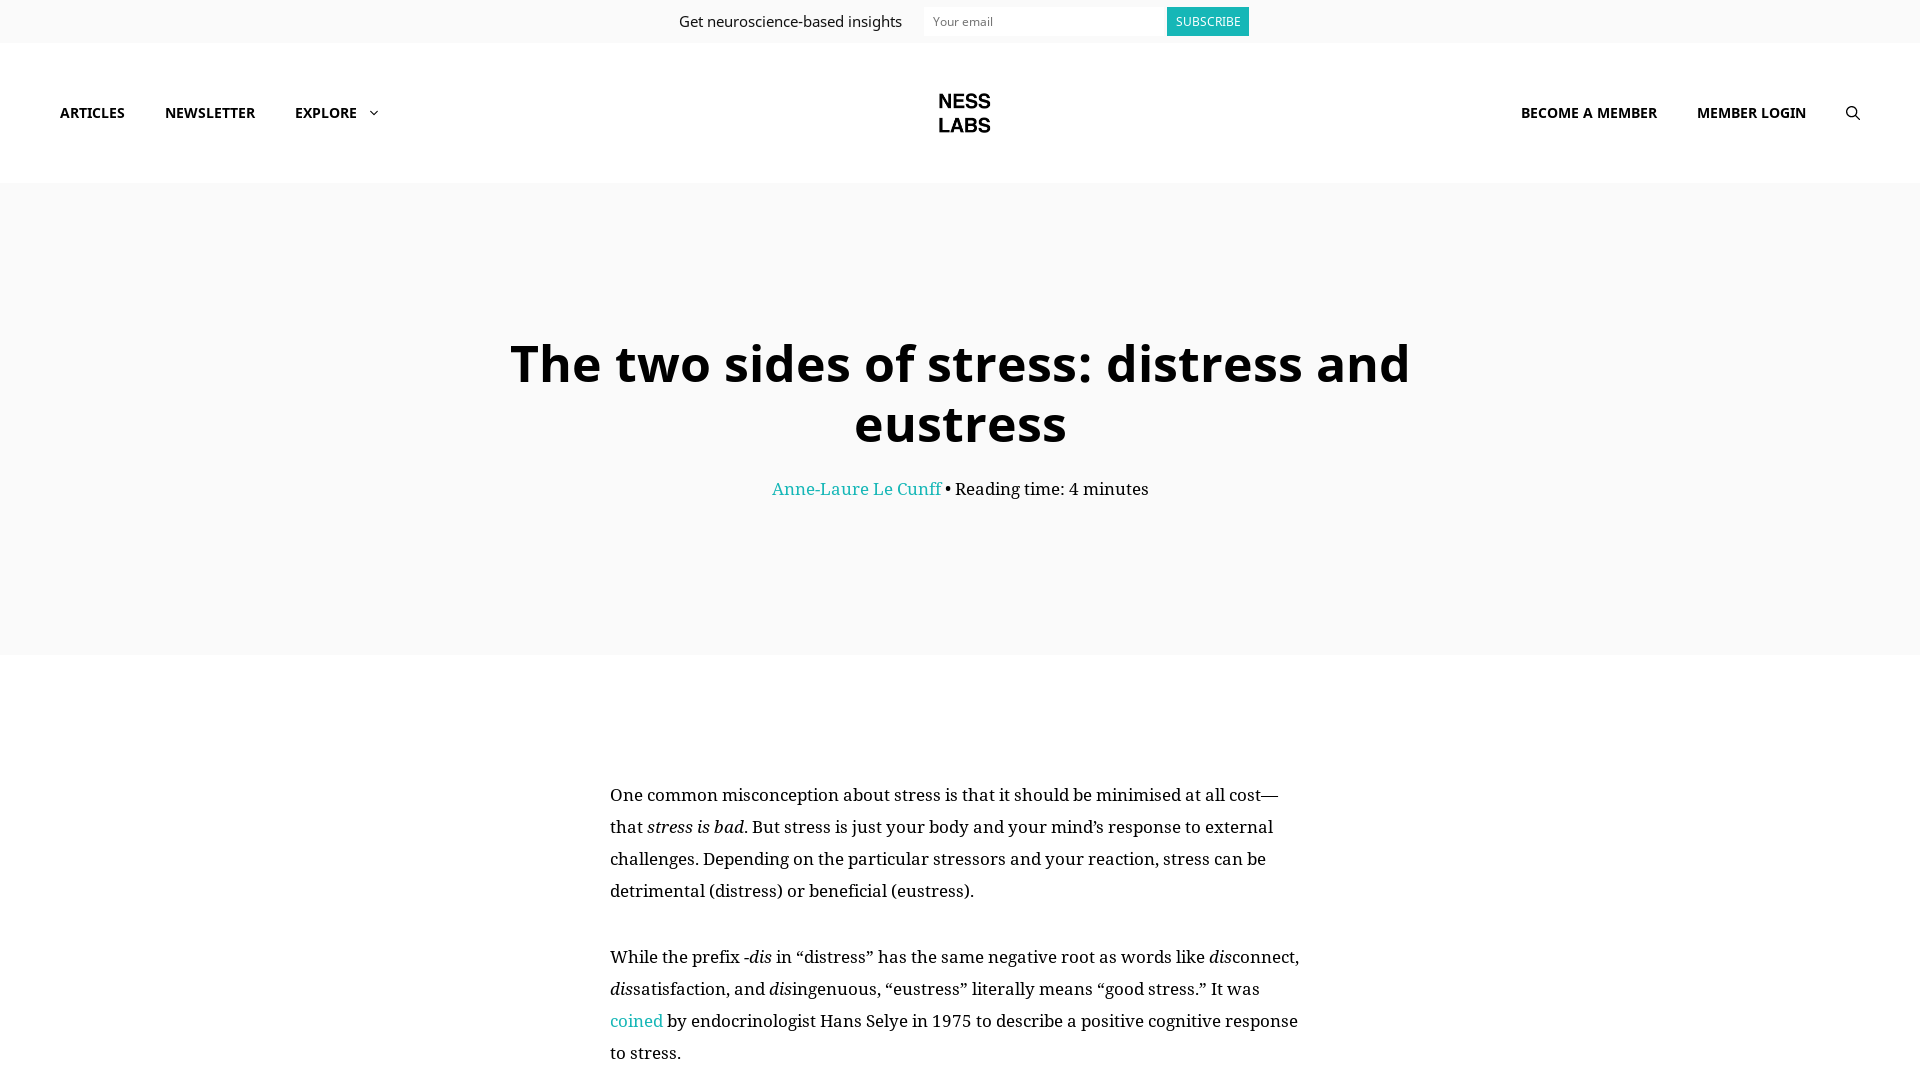 Get neuroscience-based insights
Your email
SUBSCRIBE
ARTICLES
NEWSLETTER
EXPLORE
NESS
LABS
BECOME A MEMBER
MEMBER LOGIN
The two sides of stress: distress and
eustress
Anne-Laure Le Cunff • Reading time: 4 minutes
One common misconception about stress is that it should be minimised at all cost—
that stress is bad. But stress is just your body and your mind’s response to external
challenges. Depending on the particular stressors and your reaction, stress can be
detrimental (distress) or beneficial (eustress).
While the prefix -dis in “distress” has the same negative root as words like disconnect,
dissatisfaction, and disingenuous, “eustress” literally means “good stress.” It was
coined by endocrinologist Hans Selye in 1975 to describe a positive cognitive response
to stress.